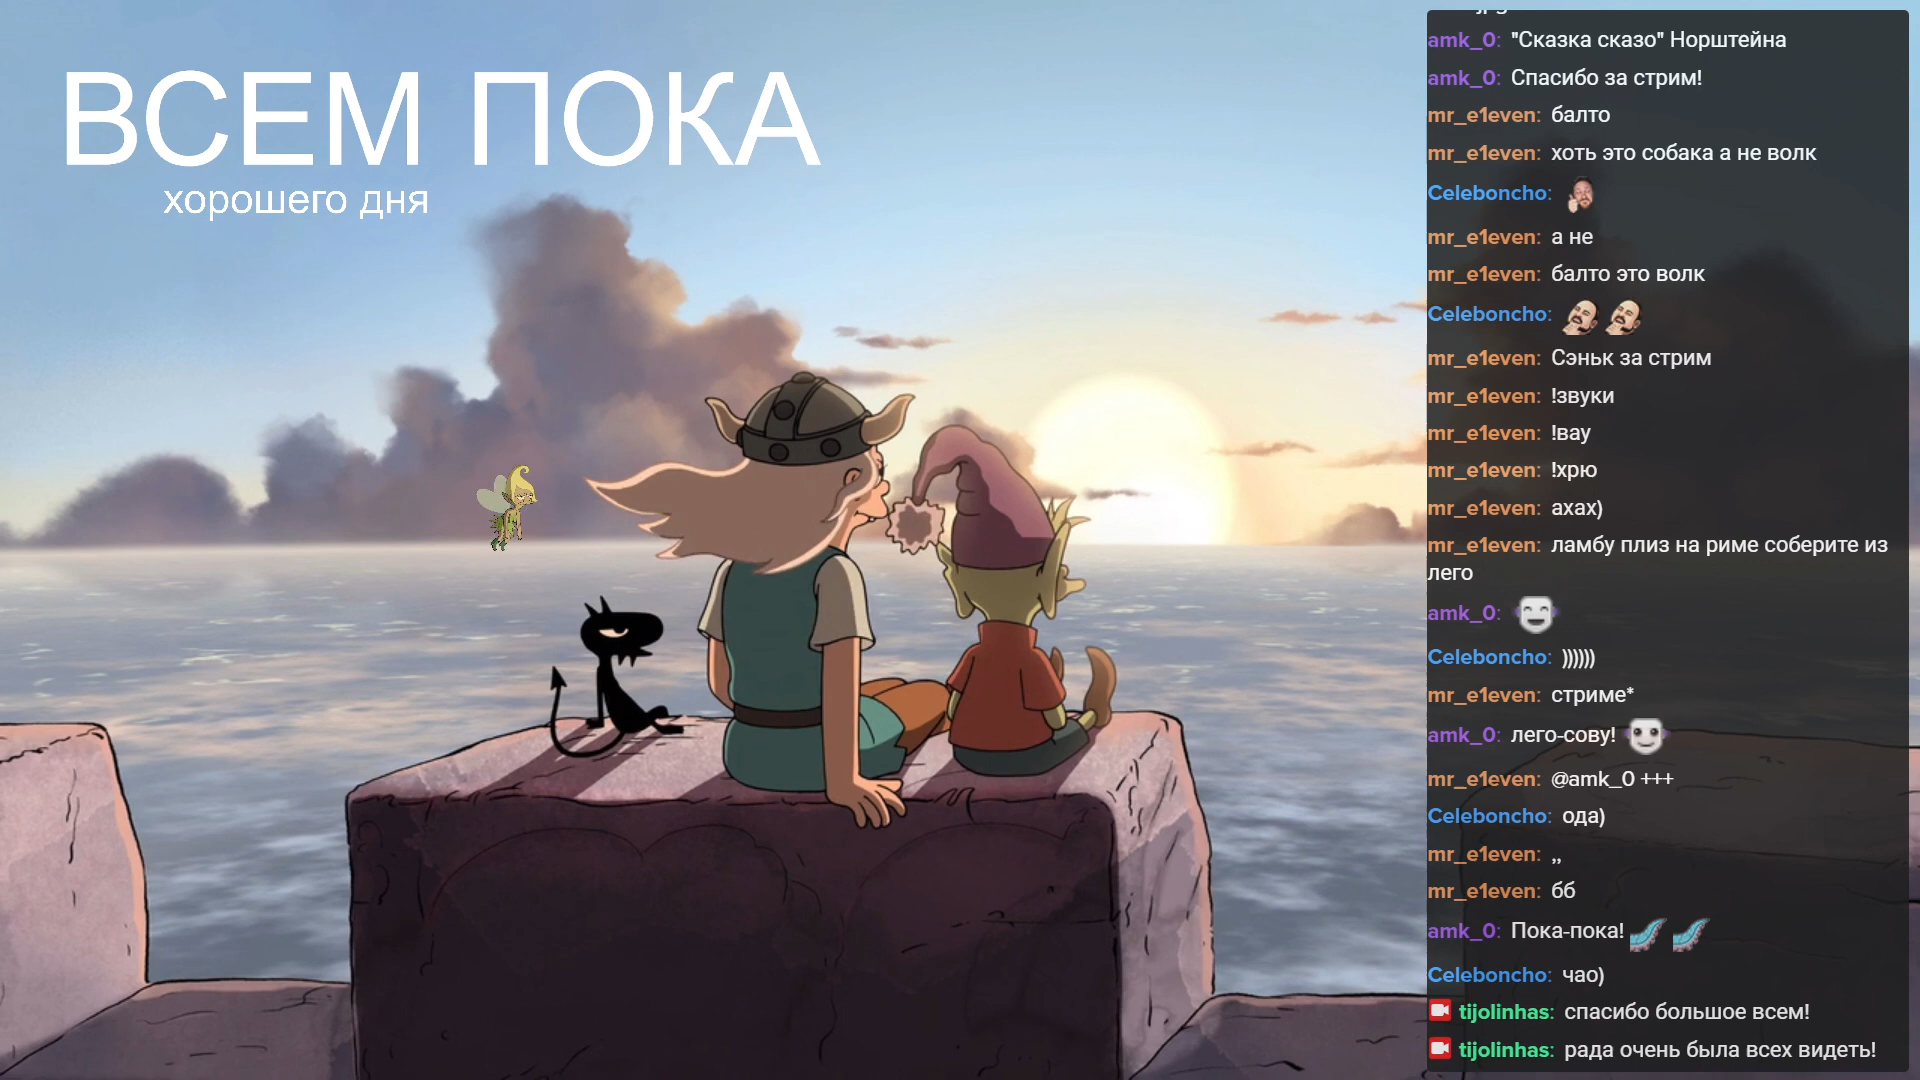 ВСЕМ ПОКА
хорошего дня
amk_0: "Сказка сказо" Норштейна
amk_0: Спасибо за стрим!
mr_e1even: балто
mr_e1even: хоть это собака а не волк
Celeboncho:
mr_e1even: а не
mr_e1even: балто это волк
Celeboncho:
mr_e1even: Сэньк за стрим
mr_e1even: !звуки
mr_e1even: !вау
mr_e1even: !хрю
mr_e1even: ахах)
mr_e1even: ламбу плиз на риме соберите из
лего
amk_0:
Celeboncho: ))))))
mr_e1even: стриме*
amk_0: лего-сову!
mr_e1even: @amk_0 +++
Celeboncho: ода)
mr_e1even: ,,
mr_e1even: бб
amk_0: Пока-пока!
Celeboncho: чао)
tijolinhas: спасибо большое всем!
tijolinhas: рада очень была всех видеть!